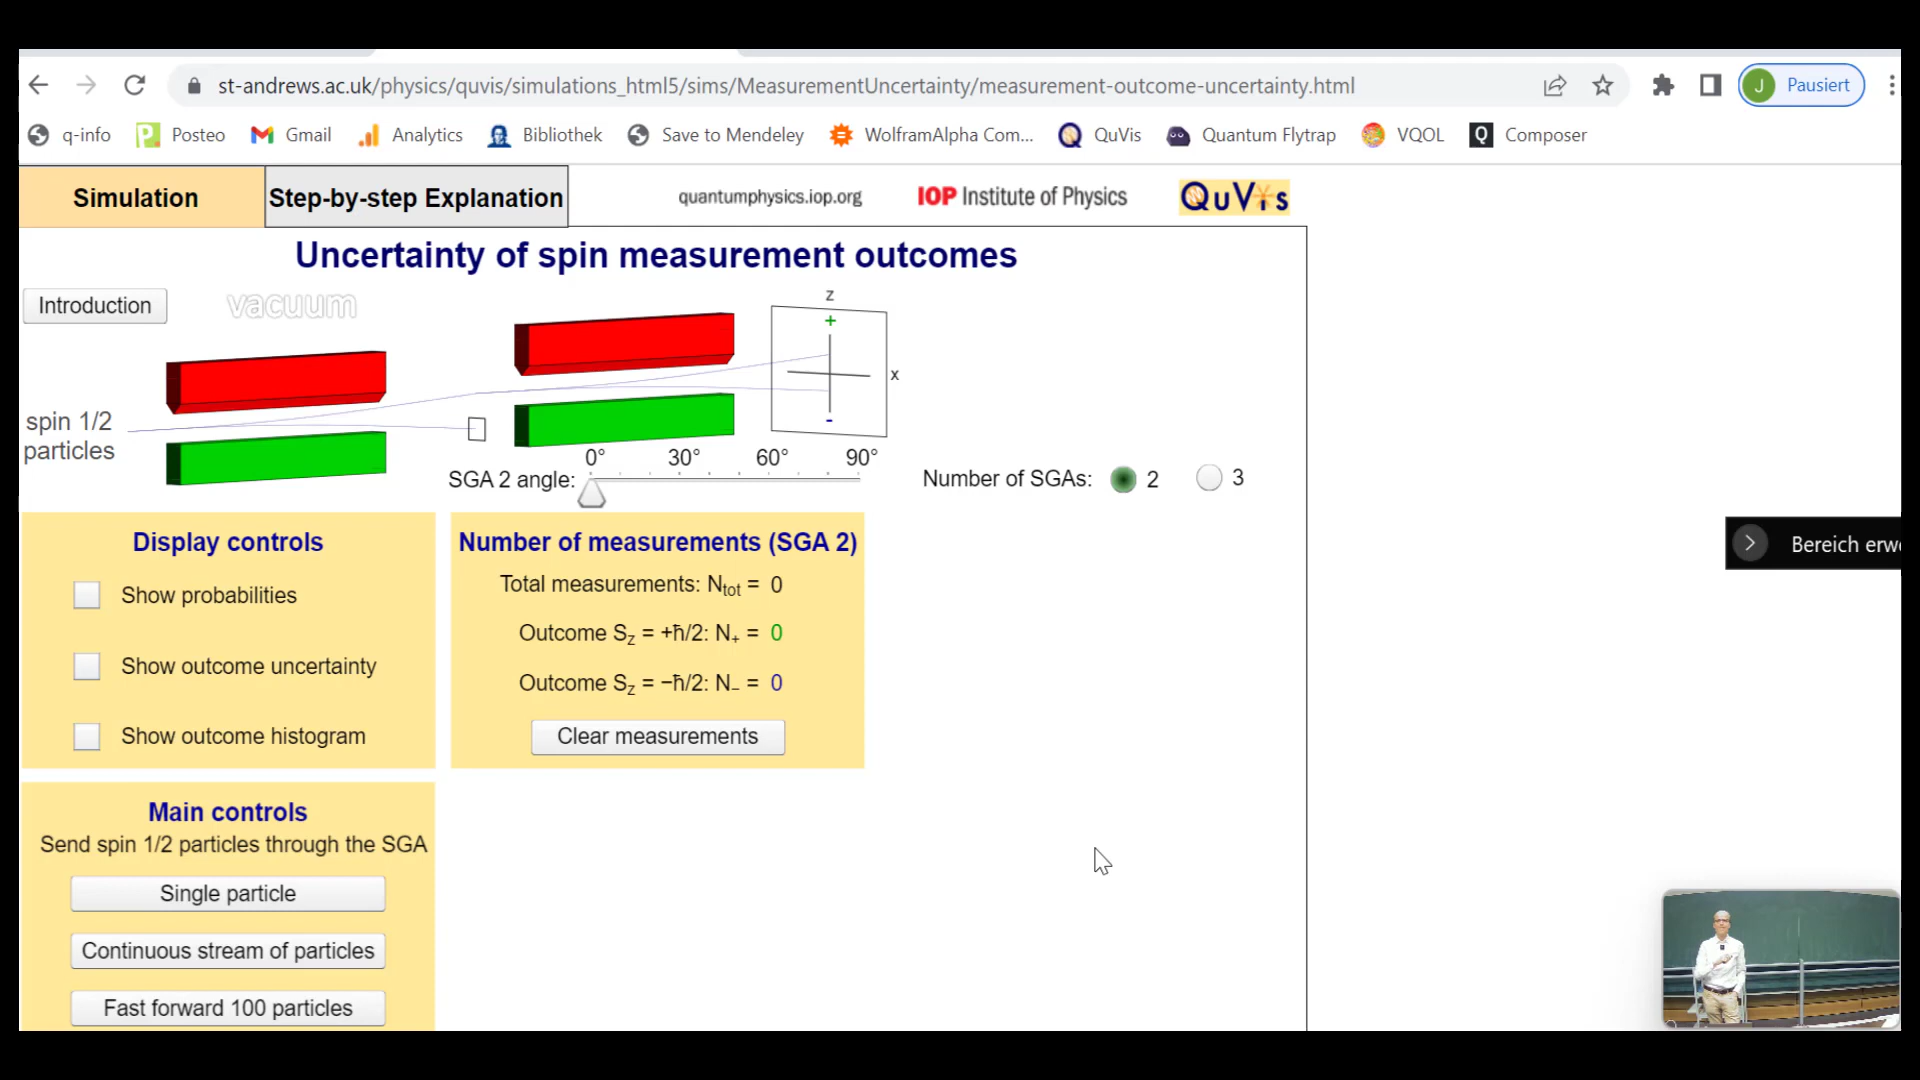 st-andrews.ac.uk/physics/quvis/simulations_html5/sims/MeasurementUncertainty/measurement-outcome-uncertainty.html
J Pausiert
q-info Posteo Gmail Analytics Bibliothek Save to Mendeley WolframAlpha Com... QuVis Quantum Flytrap VQOL Q Composer
Simulation Step-by-step Explanation quantumphysics.iop.org IOP Institute of Physics QuVis
Uncertainty of spin measurement outcomes
Introduction vacuum
z
+
x
-
spin 1/2
particles
0° 30° 60° 90°
SGA 2 angle:
Number of SGAs: 2 3
Display controls
Show probabilities
Show outcome uncertainty
Show outcome histogram
Number of measurements (SGA 2)
Total measurements: Ntot = 0
Outcome Sz = +ħ/2: N+ = 0
Outcome Sz = −ħ/2: N− = 0
Clear measurements
Bereich erw
Main controls
Send spin 1/2 particles through the SGA
Single particle
Continuous stream of particles
Fast forward 100 particles